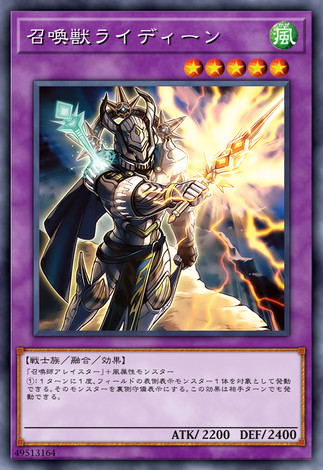 召喚獣ライディーン
風
【戦士族／融合／効果】
「召喚師アレイスター」＋風属性モンスター
①：１ターンに１度、フィールドの表側表示モンスター１体を対象として発動
できる。そのモンスターを裏側守備表示にする。この効果は相手ターンでも発
動できる。
ATK/ 2200 DEF/2400
49513164